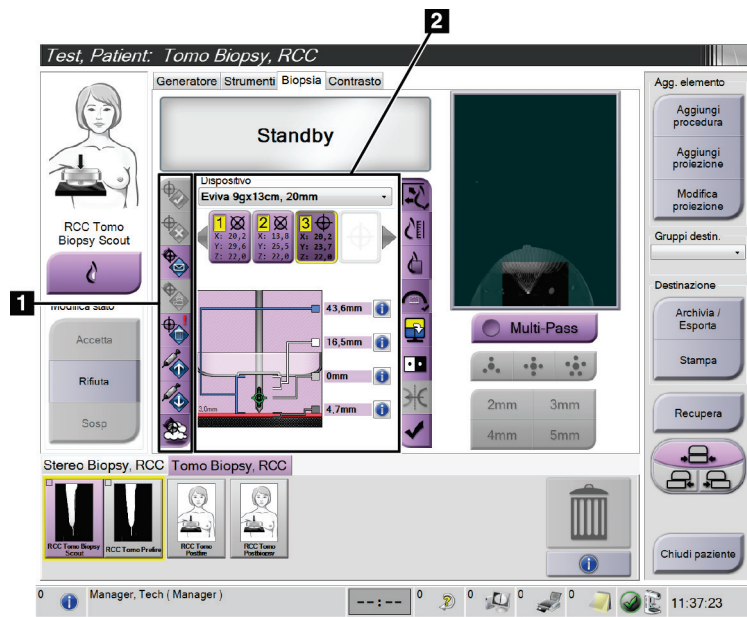 2
1
Test, Patient: Tomo Biopsy, RCC
Generatore Strumenti Biopsia Contrasto
Standby
RCC Tomo
Biopsy Scout
Modifica stato
Accetta
Rifiuta
Sosp
Dispositivo
Eviva 9gx13cm, 20mm
1
X: 20,2
Y: 29,6
Z: 22,0
2
X: 13,8
Y: 25,5
Z: 22,0
3
X: 20,2
Y: 23,7
Z: 22,0
43,6mm
16,5mm
0mm
4,7mm
3,6mm
Multi-Pass
2mm 3mm
4mm 5mm
Agg. elemento
Aggiungi
procedura
Aggiungi
proiezione
Modifica
proiezione
Gruppi destin.
Destinazione
Archivia /
Esporta
Stampa
Recupera
Chiudi paziente
Stereo Biopsy, RCC Tomo Biopsy, RCC
RCC Tomo Biopsy
Scout
RCC Tomo Prefire
RCC Tomo
Postfire
RCC Tomo
Postbiopsy
0 Manager, Tech ( Manager ) --:-- 0 0 0 0 11:37:23